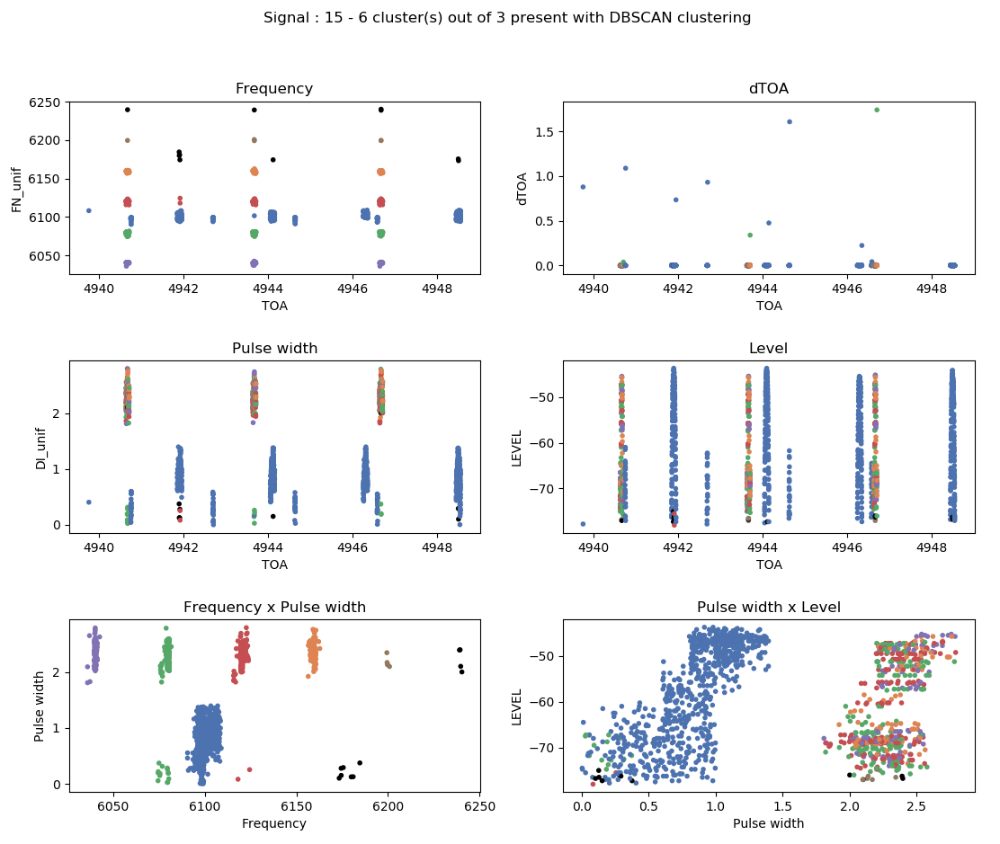 Signal : 15 - 6 cluster(s) out of 3 present with DBSCAN clustering
Frequency
FN_unif
6250
6200
6150
6100
6050
4940 4942 4944 4946 4948
TOA
dTOA
dTOA
1.5
1.0
0.5
0.0
4940 4942 4944 4946 4948
TOA
Pulse width
DI_unif
2
1
0
4940 4942 4944 4946 4948
TOA
Level
LEVEL
−50
−60
−70
4940 4942 4944 4946 4948
TOA
Frequency x Pulse width
Pulse width
2
1
0
6050 6100 6150 6200 6250
Frequency
Pulse width x Level
LEVEL
−50
−60
−70
0.0 0.5 1.0 1.5 2.0 2.5
Pulse width